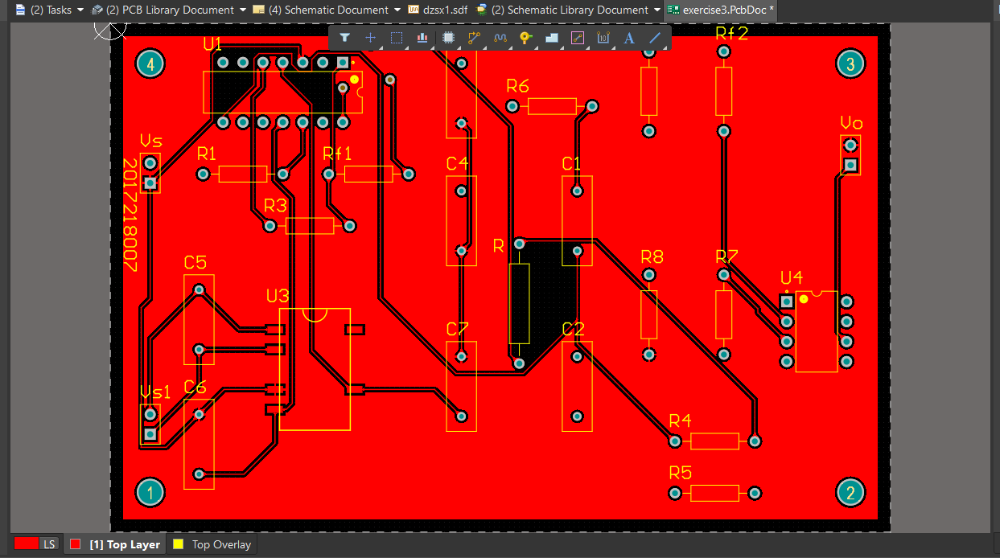 (2) Tasks (2) PCB Library Document (4) Schematic Document dzsx1.sdf (2) Schematic Library Document exercise3.PcbDoc *
U1
Rf2
4
3
R6
Vo
Vs
R1
Rf1
C4
C1
201721 8007
R3
R
C5
R8
R7
U4
U3
C7
C2
Vs1
C6
R4
R5
1
2
LS [1] Top Layer Top Overlay